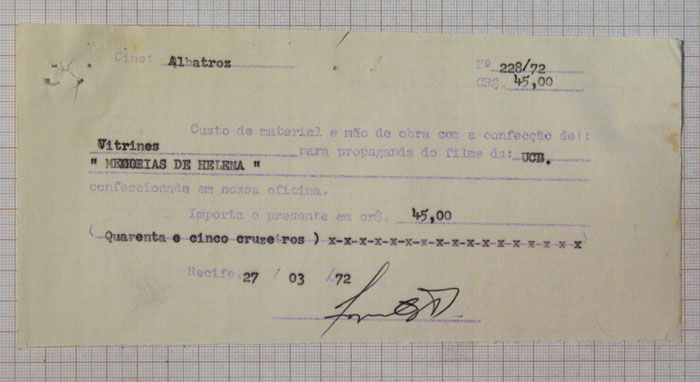 Cine: Albatroz
Nº 228/72
CR$. 45,00
Custo de material e mão de obra com a confecção de:
Vitrines para propaganda do filme da: UCB.
" MEMORIAS DE HELENA "
confeccionada em nossa oficina.
Importa o presente em cr$. 45,00
( Quarenta e cinco cruzeiros ) x-x-x-x-x-x-x-x-x-x-x-x-x-x-x-x-x
Recife, 27 / 03 /72